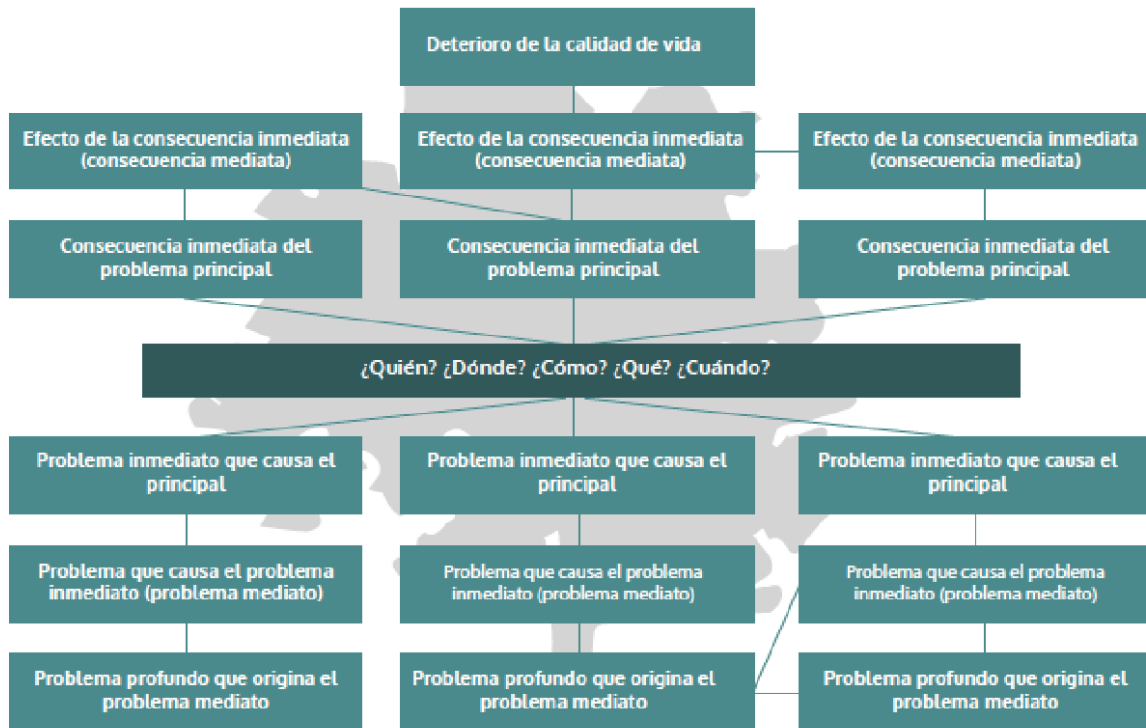 Deterioro de la calidad de vida
Efecto de la consecuencia inmediata
(consecuencia mediata)
Efecto de la consecuencia inmediata
(consecuencia mediata)
Efecto de la consecuencia inmediata
(consecuencia mediata)
Consecuencia inmediata del
problema principal
Consecuencia inmediata del
problema principal
Consecuencia inmediata del
problema principal
¿Quién? ¿Dónde? ¿Cómo? ¿Qué? ¿Cuándo?
Problema inmediato que causa el
principal
Problema inmediato que causa el
principal
Problema inmediato que causa el
principal
Problema que causa el problema
inmediato (problema mediato)
Problema que causa el problema
inmediato (problema mediato)
Problema que causa el problema
inmediato (problema mediato)
Problema profundo que origina el
problema mediato
Problema profundo que origina el
problema mediato
Problema profundo que origina el
problema mediato